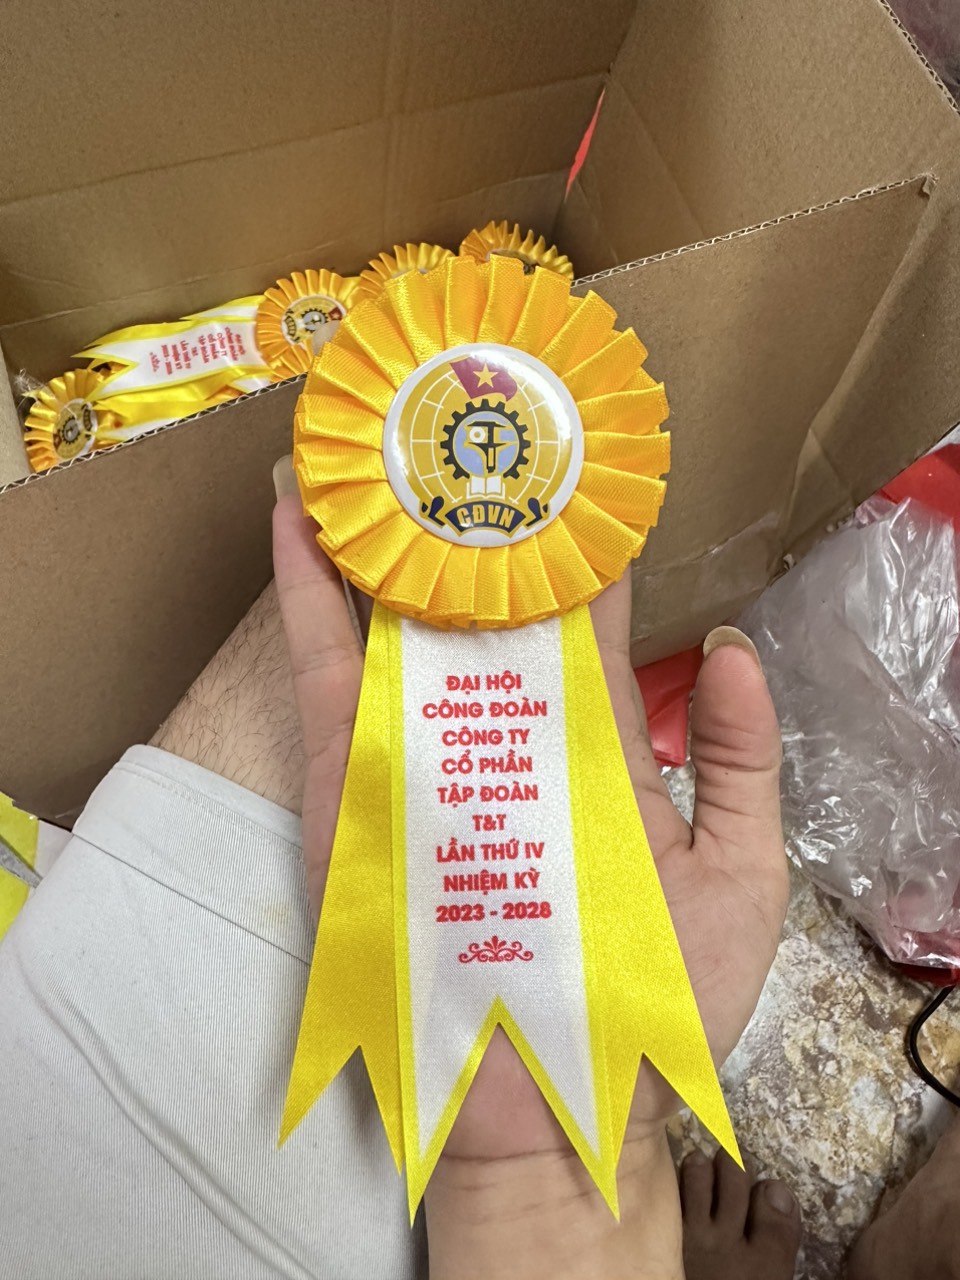 CĐVN
ĐẠI HỘI
CÔNG ĐOÀN
CÔNG TY
CỔ PHẦN
TẬP ĐOÀN
T&T
LẦN THỨ IV
NHIỆM KỲ
2023 - 2028